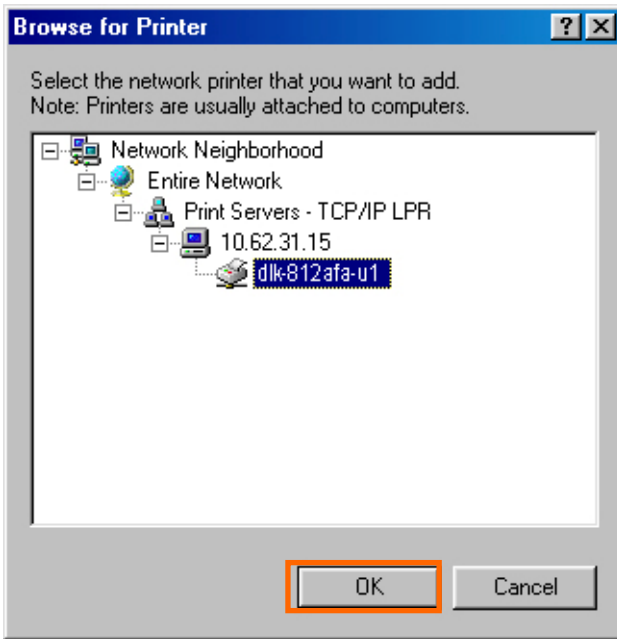 Browse for Printer
Select the network printer that you want to add.
Note: Printers are usually attached to computers.
Network Neighborhood
Entire Network
Print Servers - TCP/IP LPR
10.62.31.15
dlk-812afa-u1
OK
Cancel